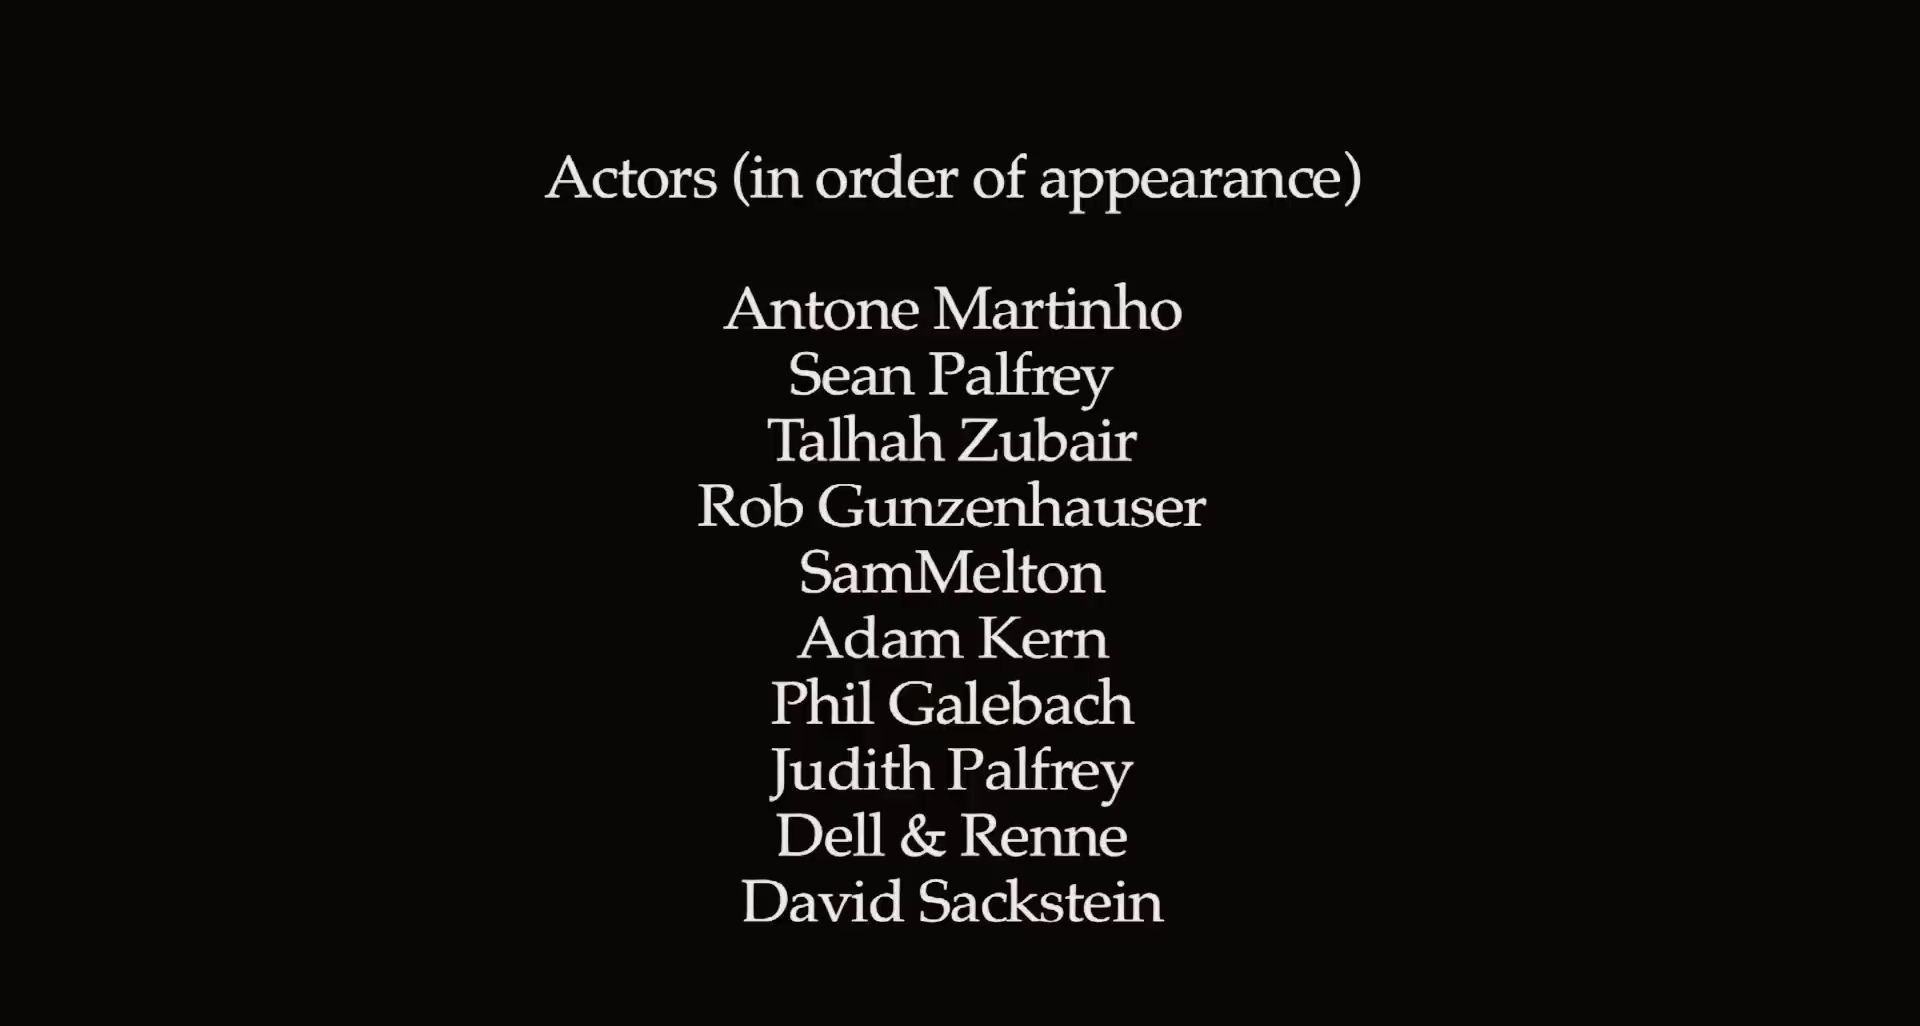 Actors (in order of appearance)
Antone Martinho
Sean Palfrey
Talhah Zubair
Rob Gunzenhauser
SamMelton
Adam Kern
Phil Galebach
Judith Palfrey
Dell & Renne
David Sackstein